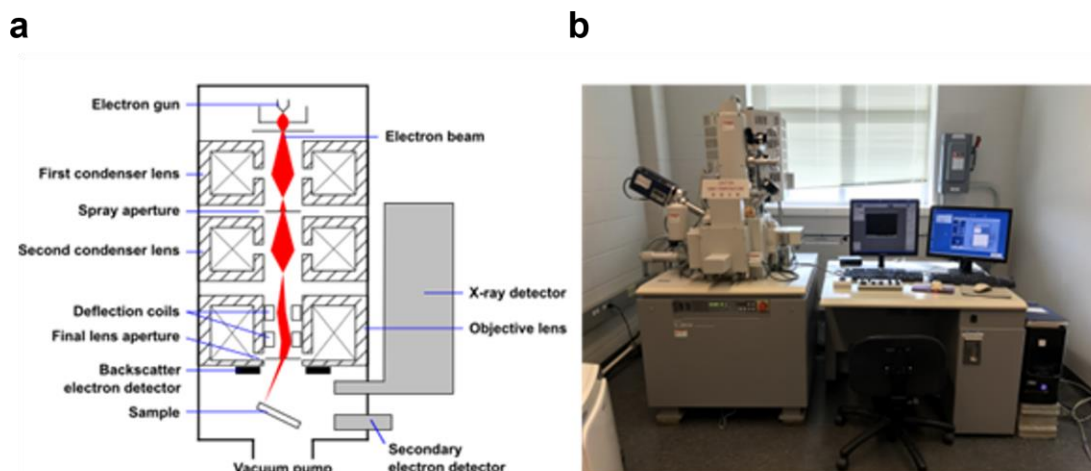 a
b
Electron gun
Electron beam
First condenser lens
Spray aperture
Second condenser lens
X-ray detector
Deflection coils
Objective lens
Final lens aperture
Backscatter
electron detector
Sample
Secondary
electron detector
Vacuum pump